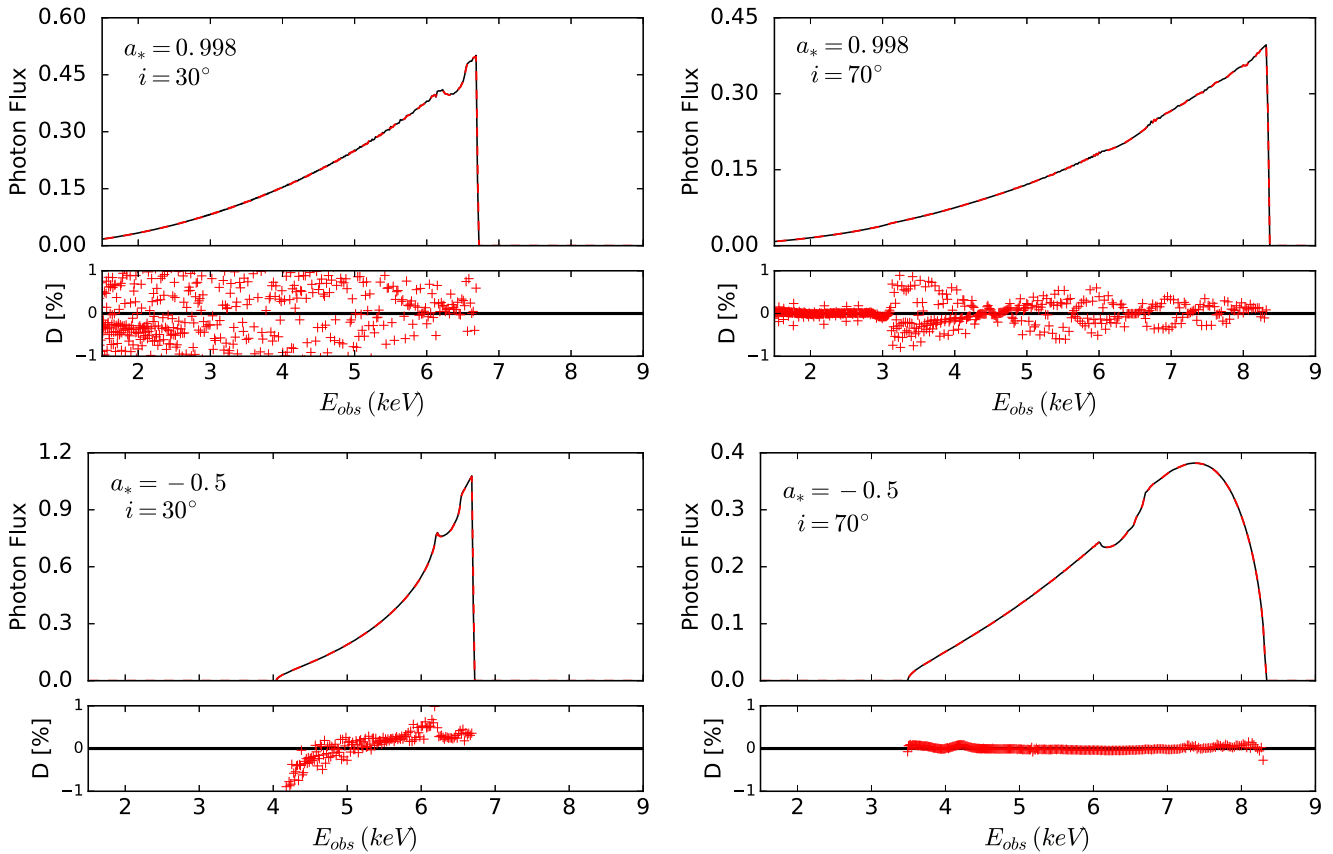 0.60
0.45
0.30
0.15
0.00
Photon Flux
a* = 0.998
i = 30°
1
0
−1
D [%]
2 3 4 5 6 7 8 9
E_obs (keV)
0.45
0.30
0.15
0.00
Photon Flux
a* = 0.998
i = 70°
1
0
−1
D [%]
2 3 4 5 6 7 8 9
E_obs (keV)
1.2
0.9
0.6
0.3
0.0
Photon Flux
a* = −0.5
i = 30°
1
0
−1
D [%]
2 3 4 5 6 7 8 9
E_obs (keV)
0.4
0.3
0.2
0.1
0.0
Photon Flux
a* = −0.5
i = 70°
1
0
−1
D [%]
2 3 4 5 6 7 8 9
E_obs (keV)